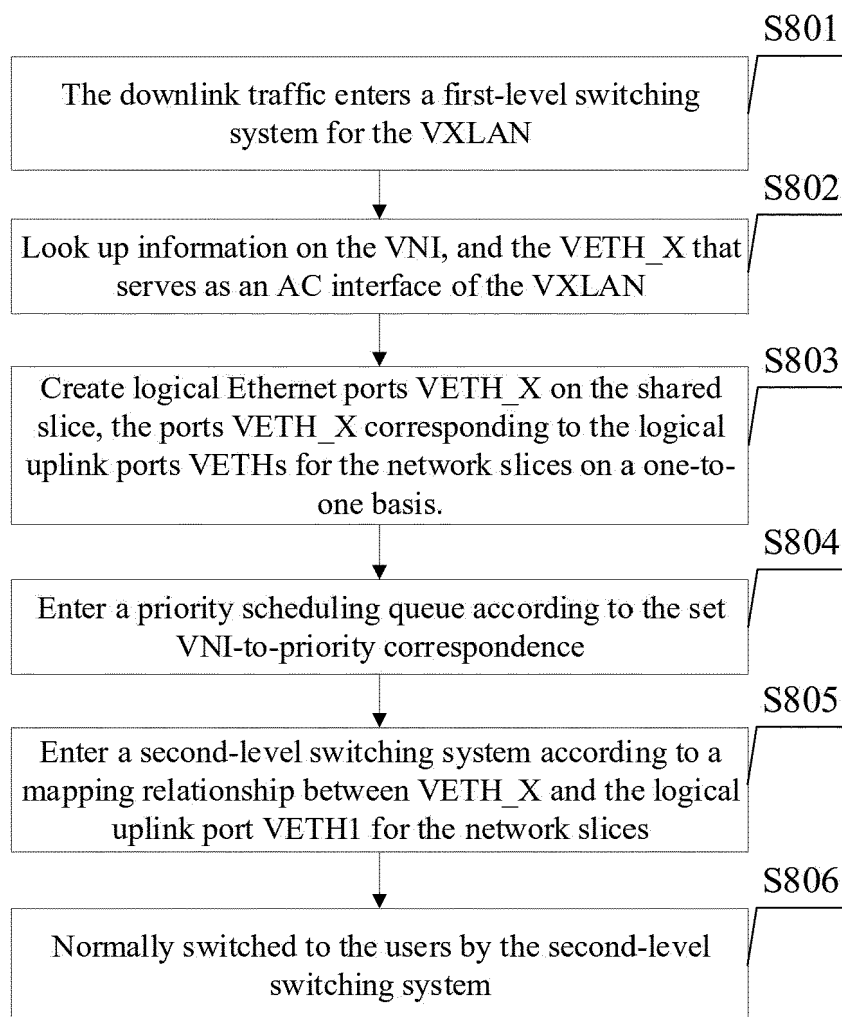 S801
The downlink traffic enters a first-level switching
system for the VXLAN
S802
Look up information on the VNI, and the VETH_X that
serves as an AC interface of the VXLAN
S803
Create logical Ethernet ports VETH_X on the shared
slice, the ports VETH_X corresponding to the logical
uplink ports VETHs for the network slices on a one-to-
one basis.
S804
Enter a priority scheduling queue according to the set
VNI-to-priority correspondence
S805
Enter a second-level switching system according to a
mapping relationship between VETH_X and the logical
uplink port VETH1 for the network slices
S806
Normally switched to the users by the second-level
switching system